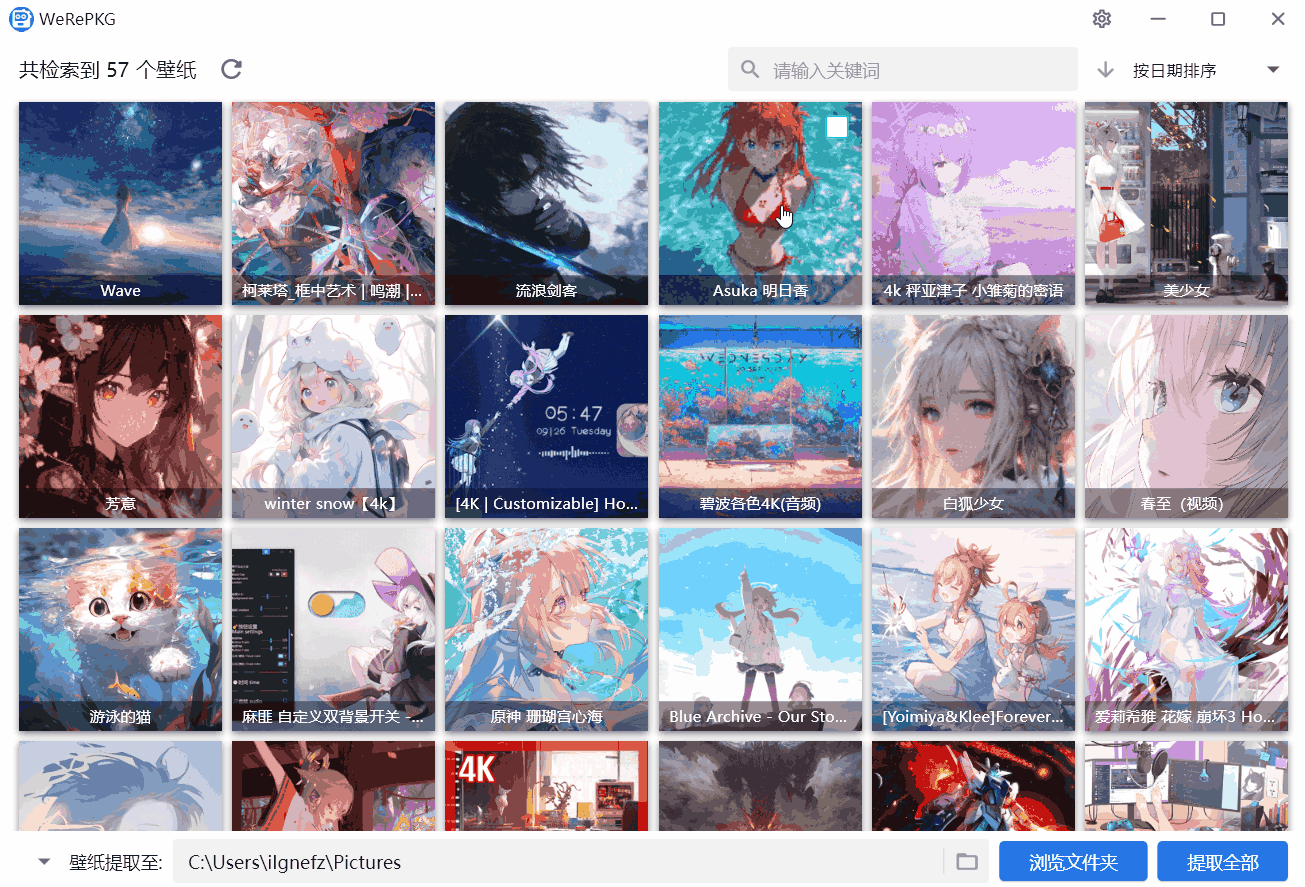 WeRePKG
共检索到 57 个壁纸
请输入关键词
按日期排序
Wave
柯莱塔_框中艺术 | 鸣潮 |...
流浪剑客
Asuka 明日香
4k 秤亚津子 小雏菊的密语
美少女
芳意
winter snow【4k】
05:47
09|26 Tuesday
[4K | Customizable] Ho...
WEDNESDAY
碧波各色4K(音频)
白狐少女
春至（视频)
游泳的猫
Main settings
time
麻匪 自定义双背景开关 -...
原神 珊瑚宫心海
Blue Archive - Our Sto...
[Yoimiya&Klee]Forever...
爱莉希雅 花嫁 崩坏3 Ho...
4K
壁纸提取至:
C:\Users\ilgnefz\Pictures
浏览文件夹
提取全部